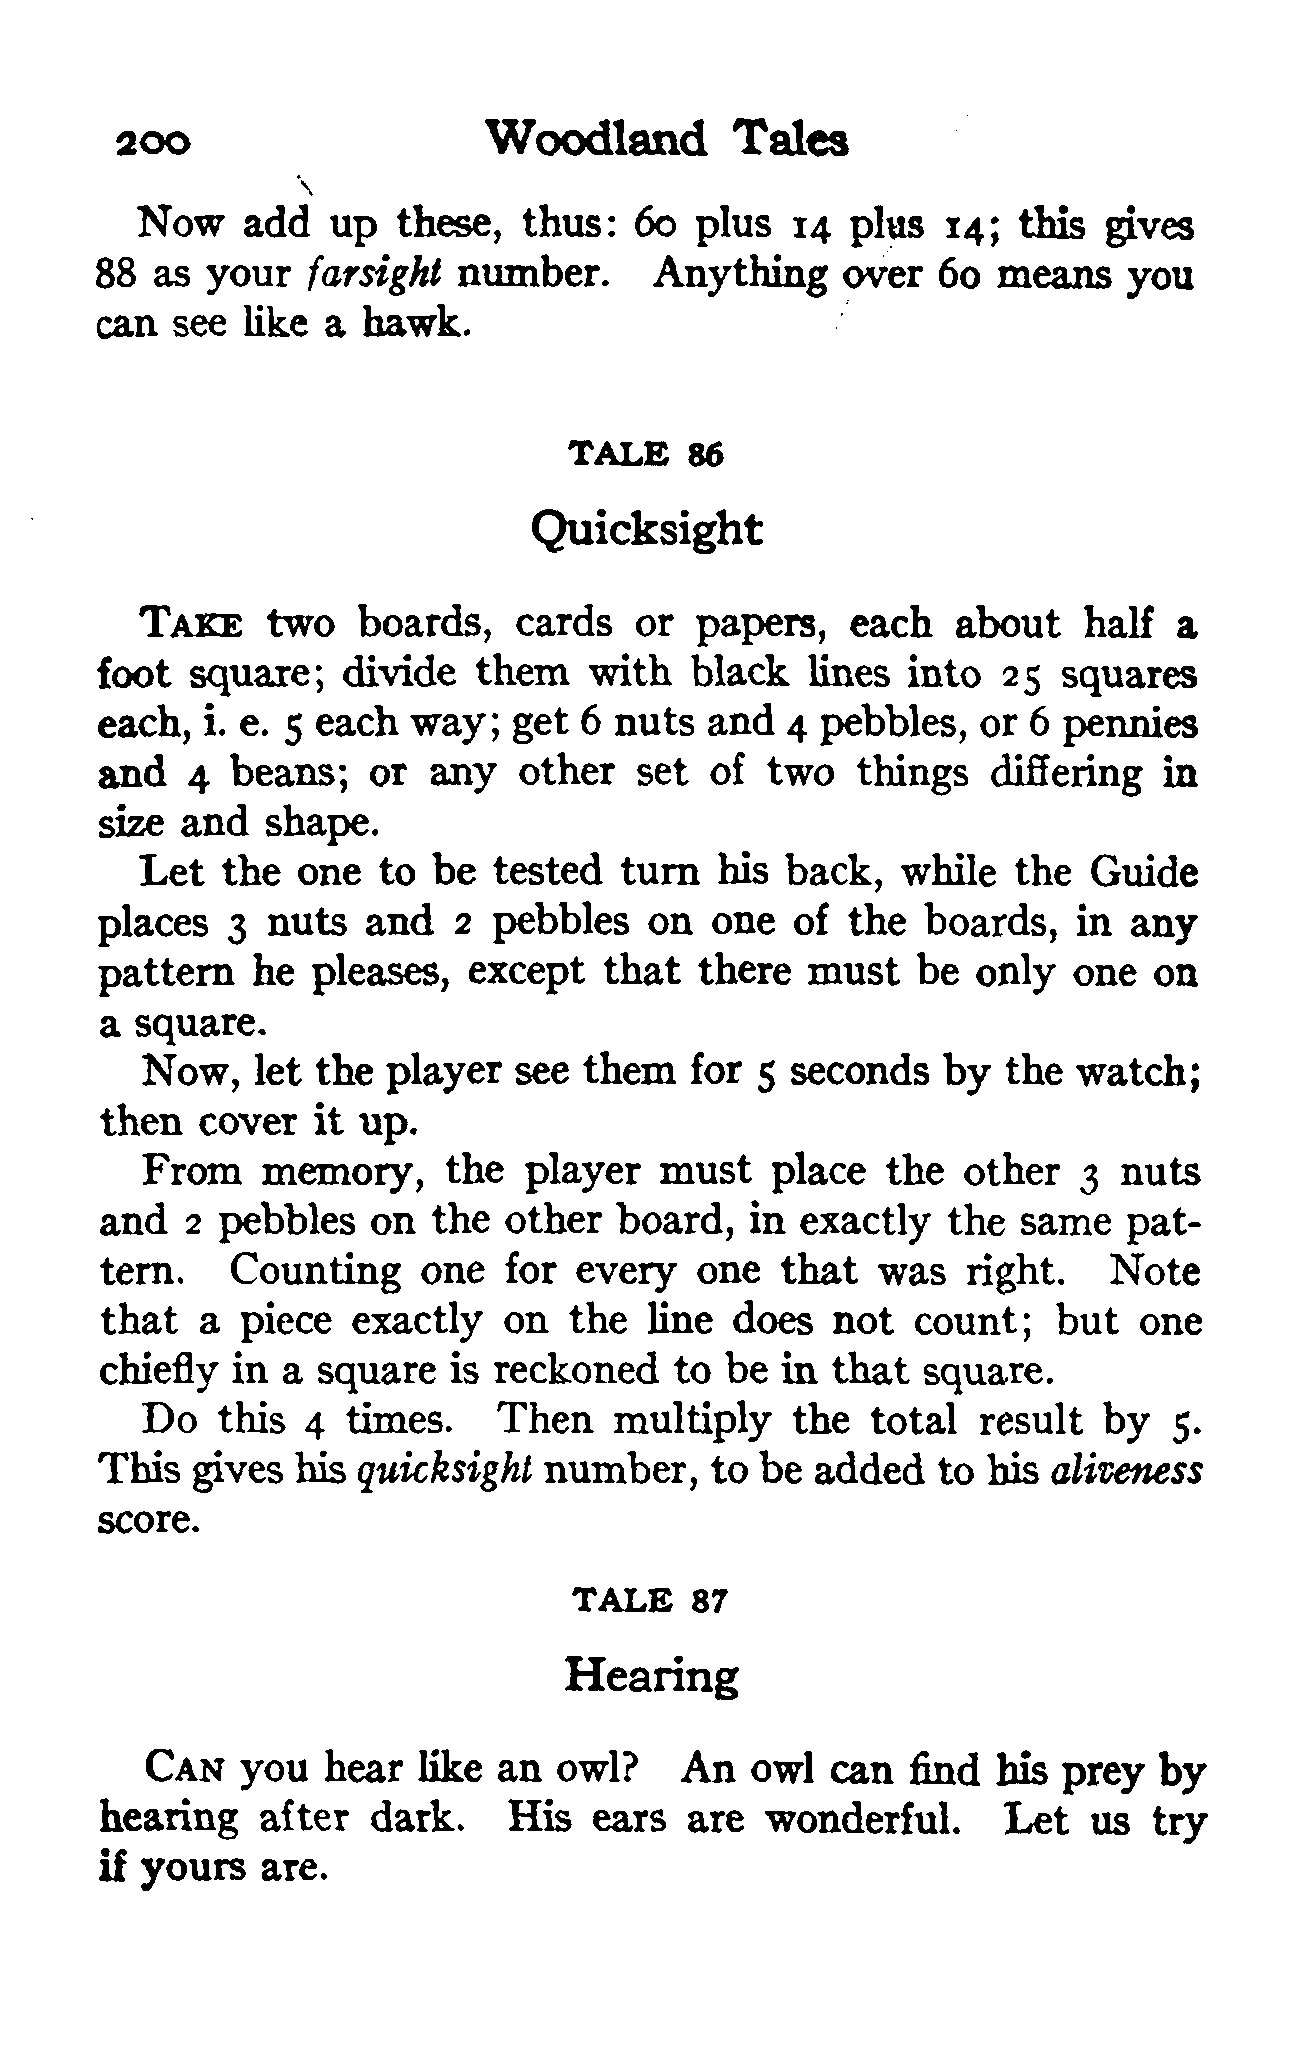 200 Woodland Tales
Now add up these, thus: 60 plus 14 plus 14; this gives
88 as your farsight number. Anything over 60 means you
can see like a hawk.
TALE 86
Quicksight
TAKE two boards, cards or papers, each about half a
foot square; divide them with black lines into 25 squares
each, i. e. 5 each way; get 6 nuts and 4 pebbles, or 6 pennies
and 4 beans; or any other set of two things differing in
size and shape.
Let the one to be tested turn his back, while the Guide
places 3 nuts and 2 pebbles on one of the boards, in any
pattern he pleases, except that there must be only one on
a square.
Now, let the player see them for 5 seconds by the watch;
then cover it up.
From memory, the player must place the other 3 nuts
and 2 pebbles on the other board, in exactly the same pat-
tern. Counting one for every one that was right. Note
that a piece exactly on the line does not count; but one
chiefly in a square is reckoned to be in that square.
Do this 4 times. Then multiply the total result by 5.
This gives his quicksight number, to be added to his aliveness
score.
TALE 87
Hearing
CAN you hear like an owl? An owl can find his prey by
hearing after dark. His ears are wonderful. Let us try
if yours are.